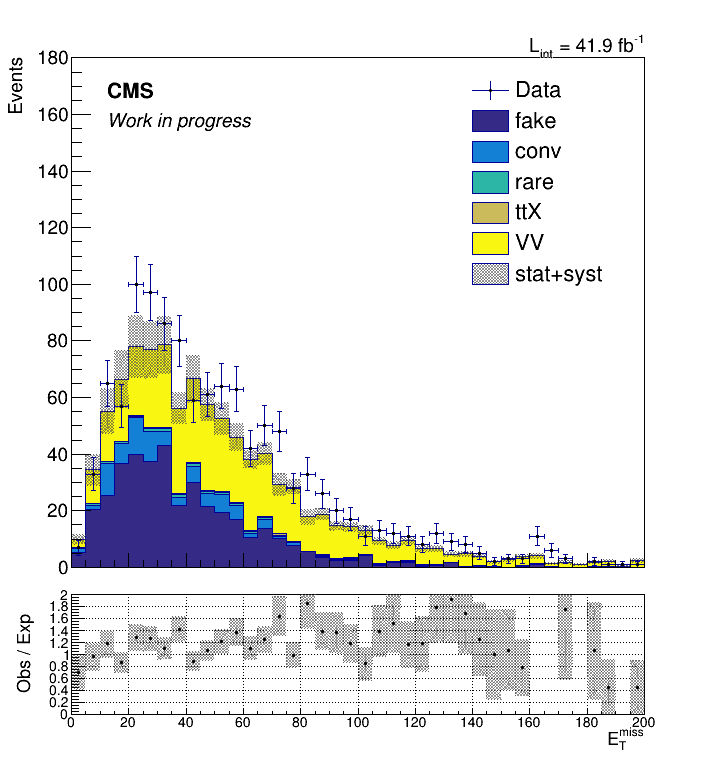 L_int = 41.9 fb^-1
Events
180
160
140
120
100
80
60
40
20
0
CMS
Work in progress
Data
fake
conv
rare
ttX
VV
stat+syst
Obs / Exp
2
1.8
1.6
1.4
1.2
1
0.8
0.6
0.4
0.2
0
0 20 40 60 80 100 120 140 160 180 200
E_T^miss